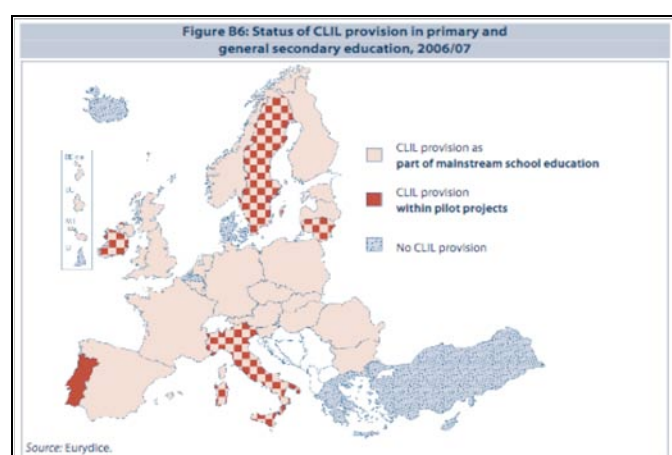 Figure B6: Status of CLIL provision in primary and
general secondary education, 2006/07
CLIL provision as
part of mainstream school education
CLIL provision
within pilot projects
No CLIL provision
Source: Eurydice.